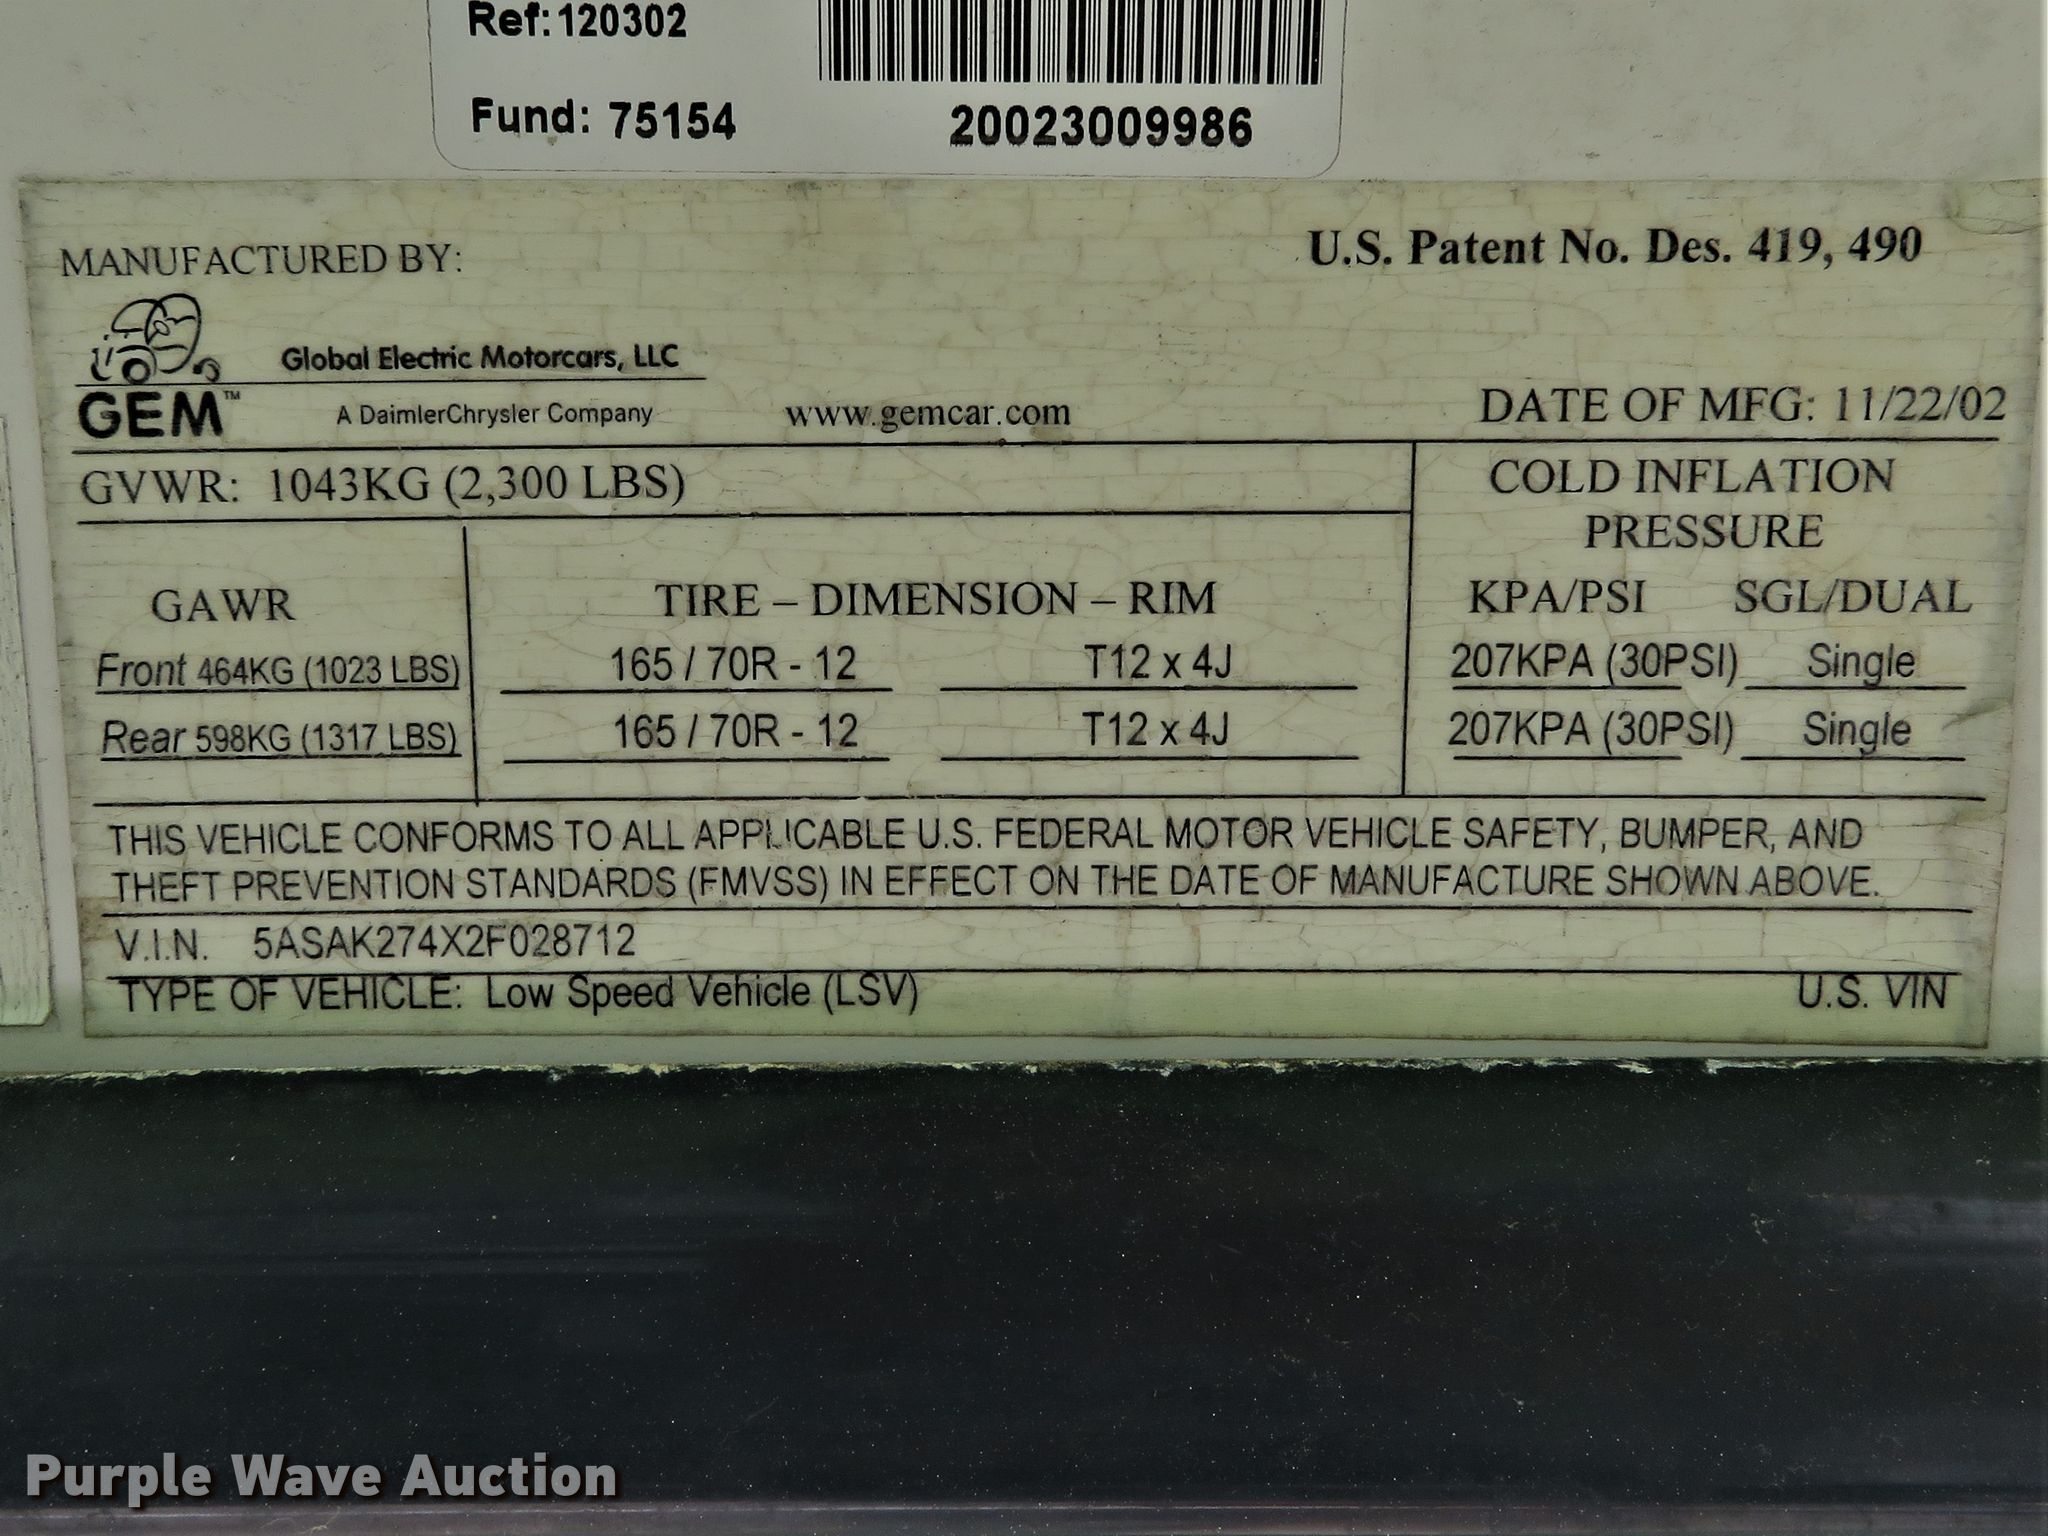 Ref: 120302
Fund: 75154
20023009986
MANUFACTURED BY:
U.S. Patent No. Des. 419, 490
Global Electric Motorcars, LLC
GEM™
A DaimlerChrysler Company
www.gemcar.com
DATE OF MFG: 11/22/02
GVWR: 1043KG (2,300 LBS)
COLD INFLATION
PRESSURE
GAWR TIRE – DIMENSION – RIM KPA/PSI SGL/DUAL
Front 464KG (1023 LBS) 165 / 70R - 12 T12 x 4J 207KPA (30PSI) Single
Rear 598KG (1317 LBS) 165 / 70R - 12 T12 x 4J 207KPA (30PSI) Single
THIS VEHICLE CONFORMS TO ALL APPLICABLE U.S. FEDERAL MOTOR VEHICLE SAFETY, BUMPER, AND
THEFT PREVENTION STANDARDS (FMVSS) IN EFFECT ON THE DATE OF MANUFACTURE SHOWN ABOVE.
V.I.N. 5ASAK274X2F028712
TYPE OF VEHICLE: Low Speed Vehicle (LSV) U.S. VIN
Purple Wave Auction